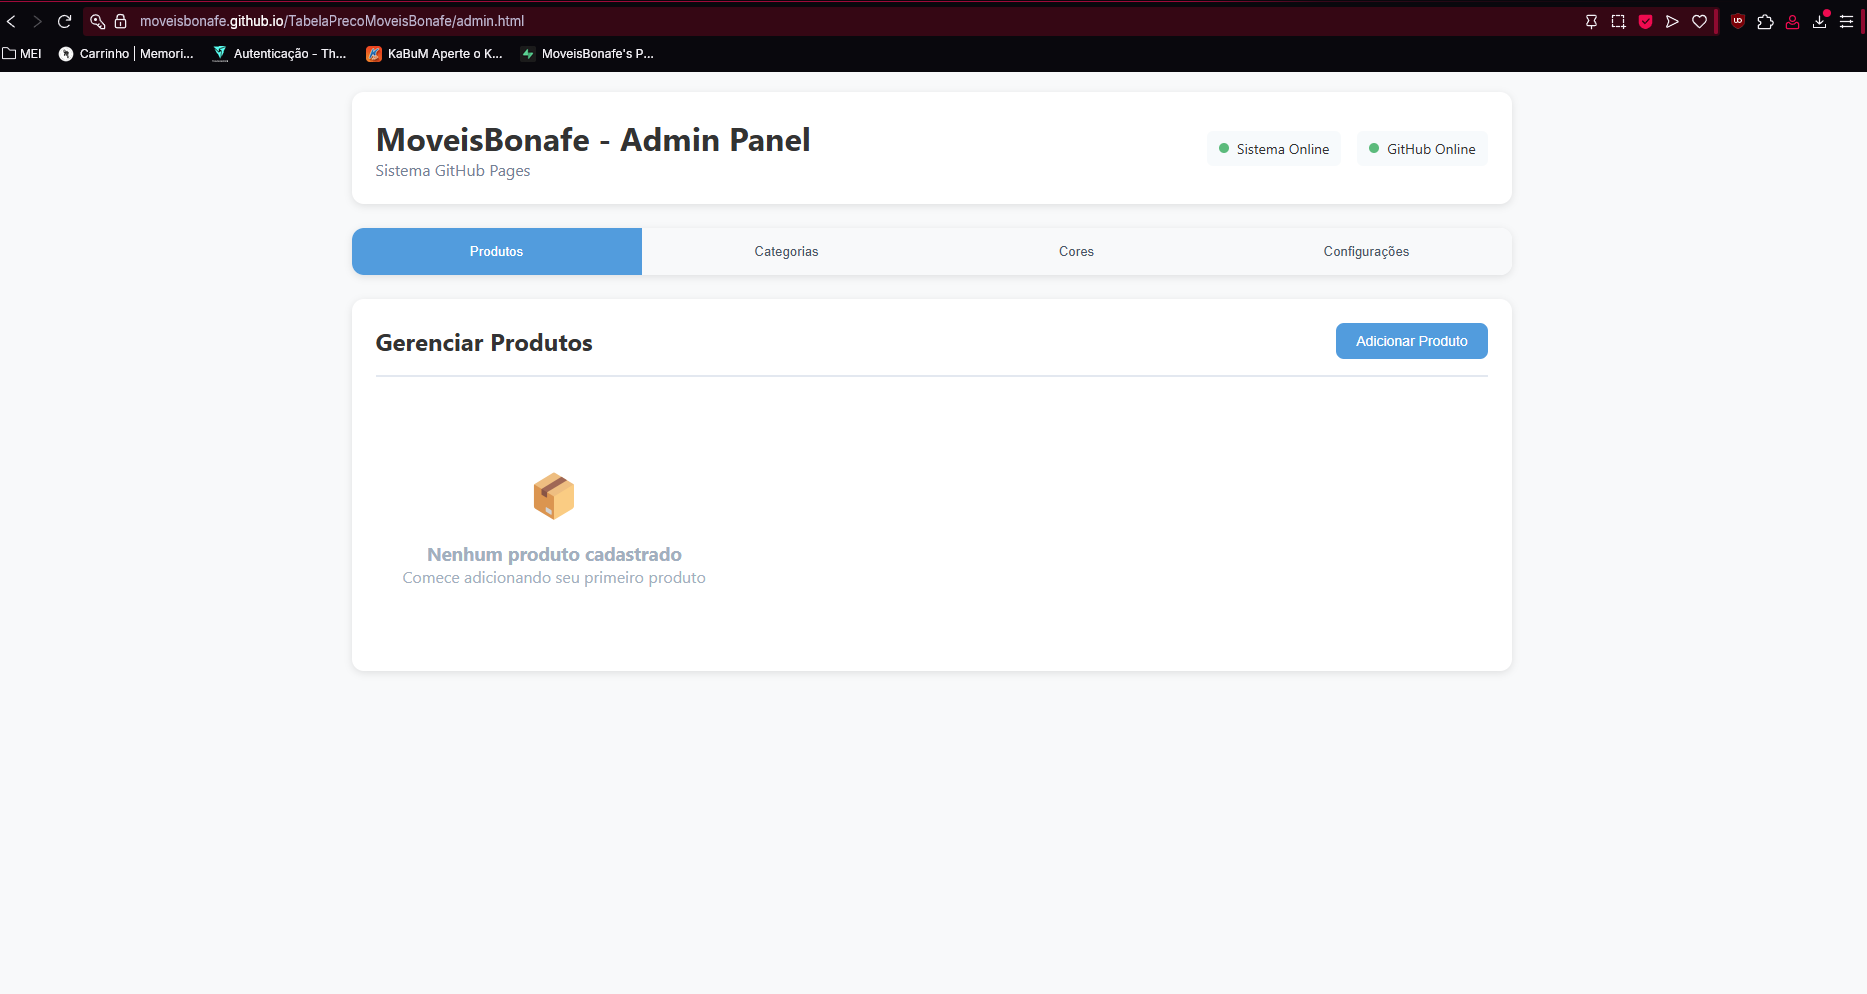 moveisbonafe.github.io/TabelaPrecoMoveisBonafe/admin.html
MEI
Carrinho | Memori...
Autenticação - Th...
KaBuM Aperte o K...
MoveisBonafe's P...
MoveisBonafe - Admin Panel
Sistema GitHub Pages
Sistema Online
GitHub Online
Produtos
Categorias
Cores
Configurações
Gerenciar Produtos
Adicionar Produto
Nenhum produto cadastrado
Comece adicionando seu primeiro produto